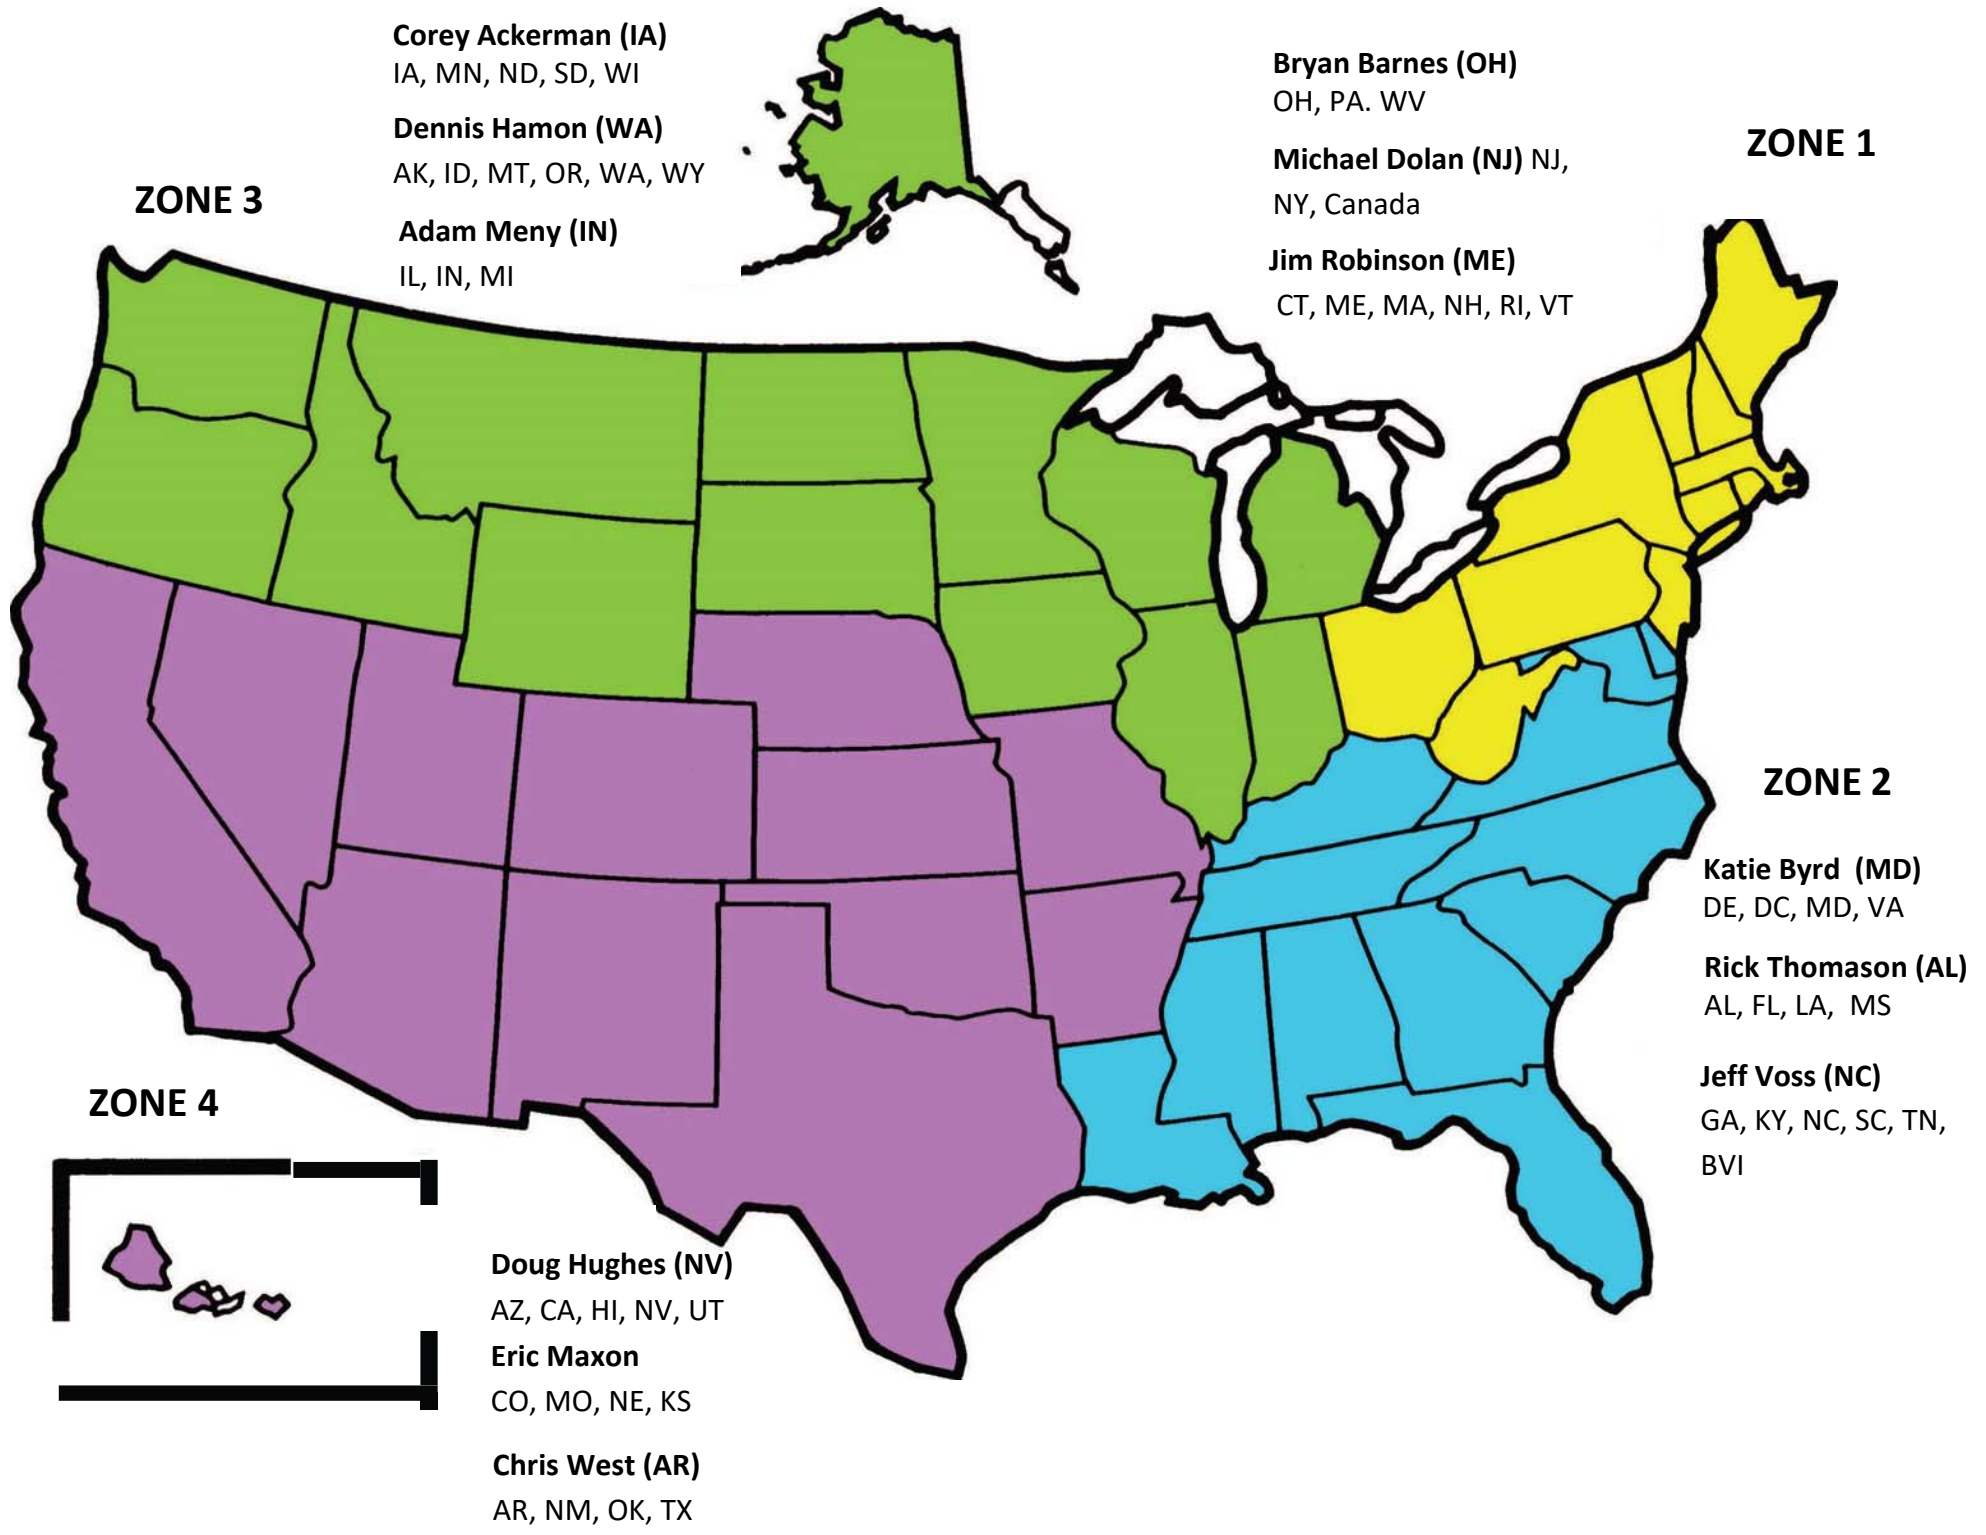 Corey Ackerman (IA)
IA, MN, ND, SD, WI
Dennis Hamon (WA)
AK, ID, MT, OR, WA, WY
Adam Meny (IN)
IL, IN, MI
ZONE 3
Bryan Barnes (OH)
OH, PA. WV
Michael Dolan (NJ) NJ,
NY, Canada
Jim Robinson (ME)
CT, ME, MA, NH, RI, VT
ZONE 1
ZONE 2
Katie Byrd (MD)
DE, DC, MD, VA
Rick Thomason (AL)
AL, FL, LA, MS
Jeff Voss (NC)
GA, KY, NC, SC, TN,
BVI
ZONE 4
Doug Hughes (NV)
AZ, CA, HI, NV, UT
Eric Maxon
CO, MO, NE, KS
Chris West (AR)
AR, NM, OK, TX